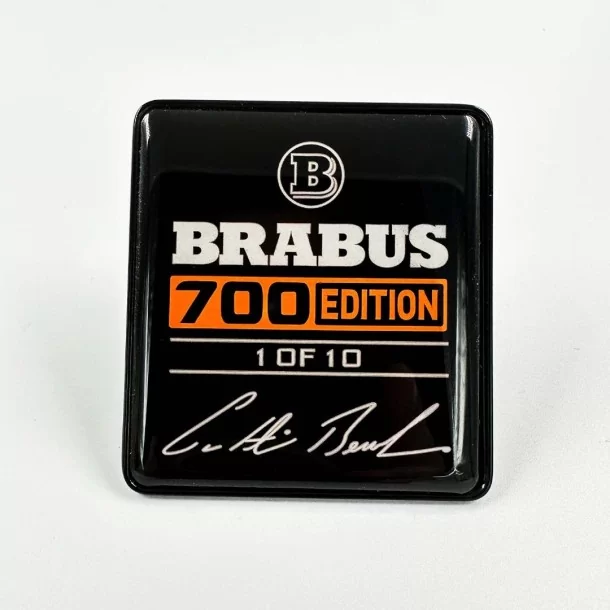 B
BRABUS
700 EDITION
1 OF 10